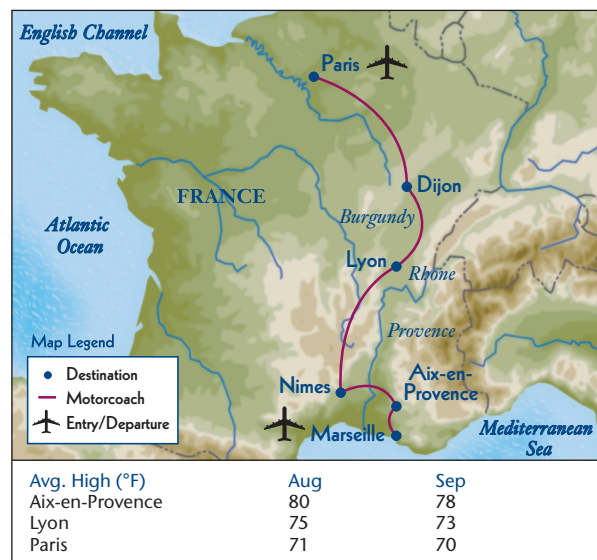 English Channel
Paris
Dijon
FRANCE
Burgundy
Atlantic
Ocean
Lyon
Rhone
Provence
Map Legend
Destination
Motorcoach
Entry/Departure
Nimes
Aix-en-
Provence
Marseille
Mediterranean
Sea
Avg. High (°F) Aug Sep
Aix-en-Provence 80 78
Lyon 75 73
Paris 71 70